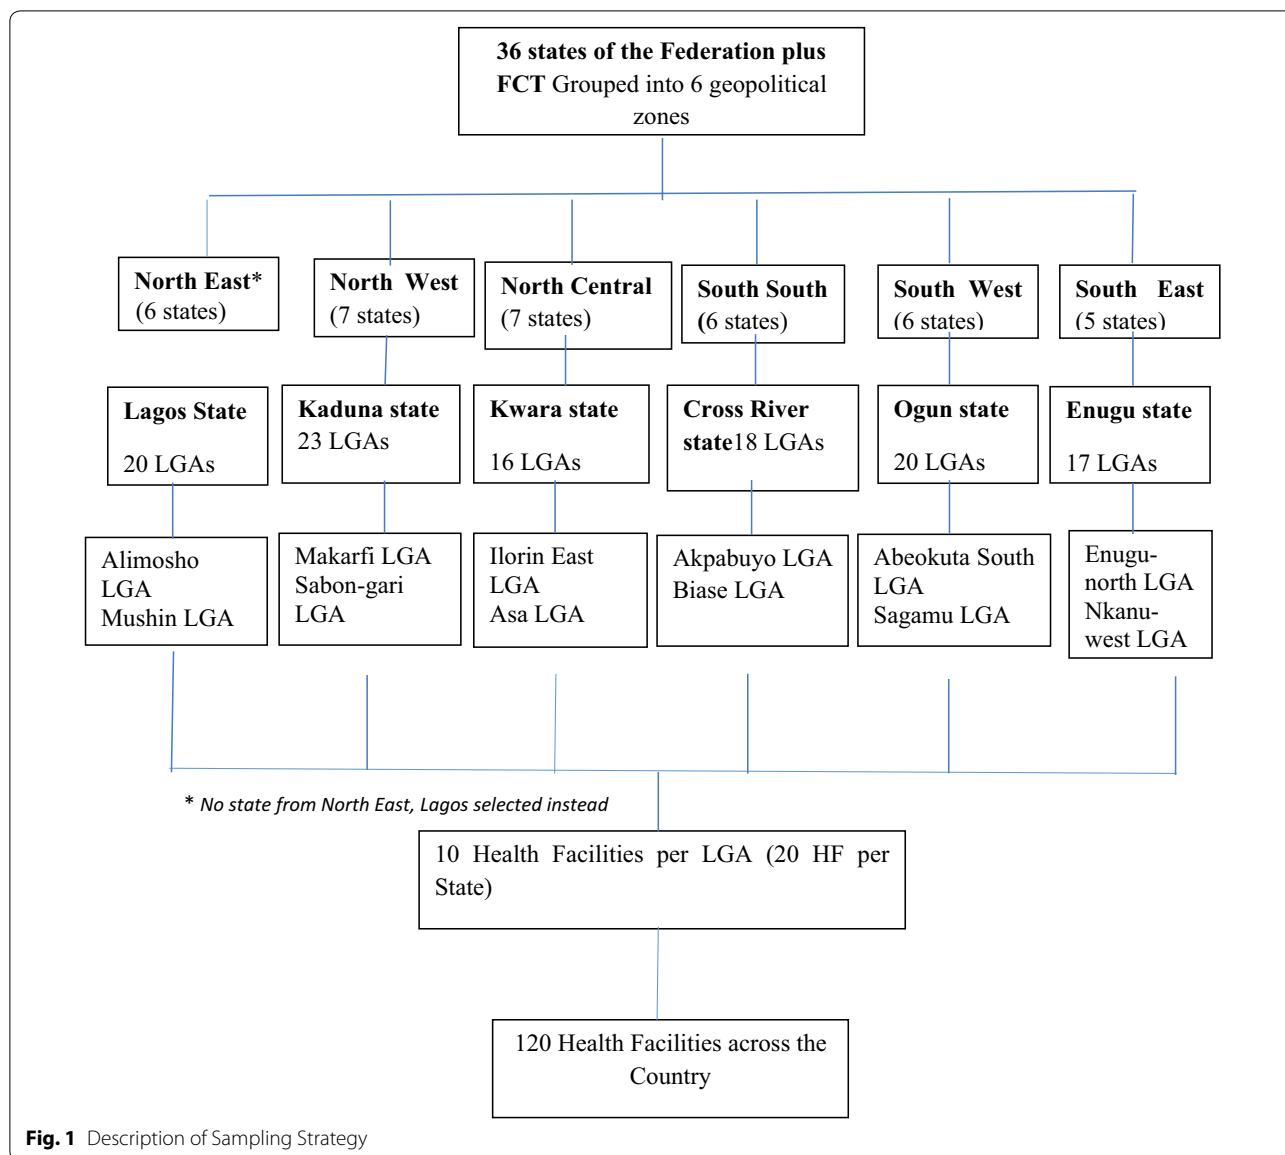 36 states of the Federation plus
FCT Grouped into 6 geopolitical
zones
North East*
(6 states)
North West
(7 states)
North Central
(7 states)
South South
(6 states)
South West
(6 states)
South East
(5 states)
Lagos State
20 LGAs
Kaduna state
23 LGAs
Kwara state
16 LGAs
Cross River
state18 LGAs
Ogun state
20 LGAs
Enugu state
17 LGAs
Alimosho
LGA
Mushin LGA
Makarfi LGA
Sabon-gari
LGA
Ilorin East
LGA
Asa LGA
Akpabuyo LGA
Biase LGA
Abeokuta South
LGA
Sagamu LGA
Enugu-
north LGA
Nkanu-
west LGA
* No state from North East, Lagos selected instead
10 Health Facilities per LGA (20 HF per
State)
120 Health Facilities across the
Country
Fig. 1 Description of Sampling Strategy